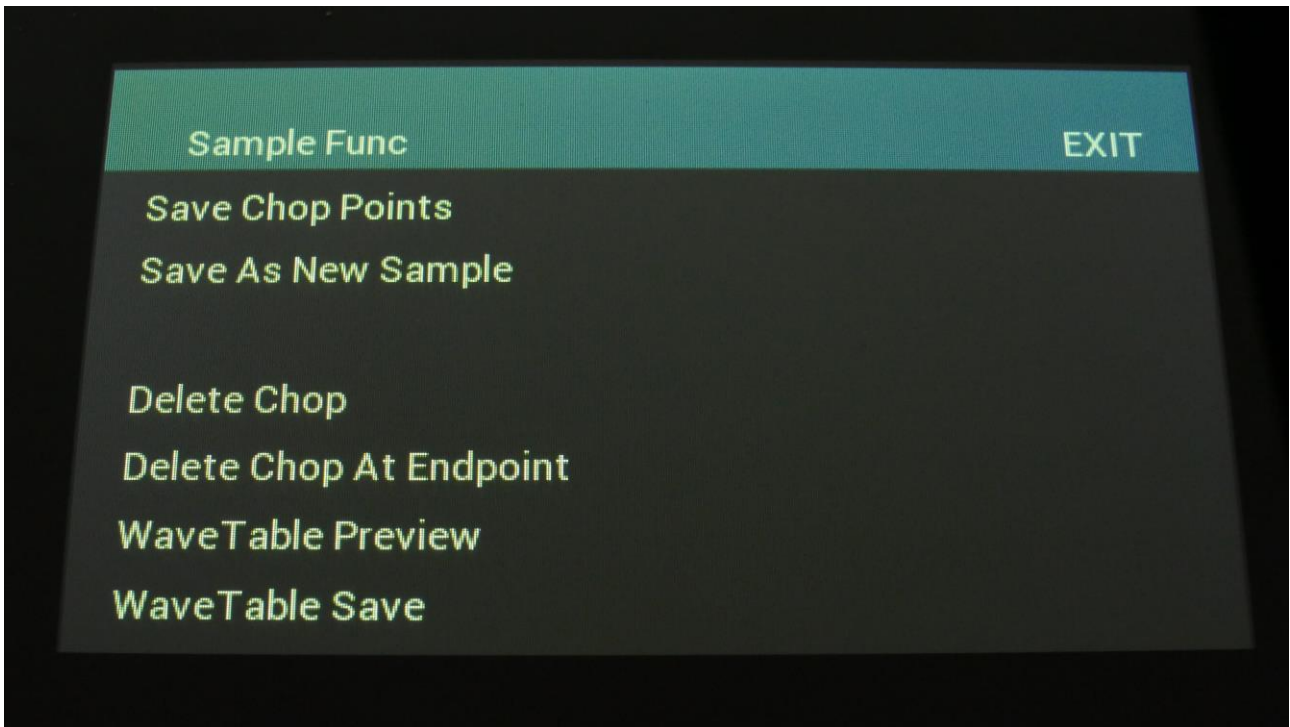 Sample Func EXIT
Save Chop Points
Save As New Sample
Delete Chop
Delete Chop At Endpoint
WaveTable Preview
WaveTable Save